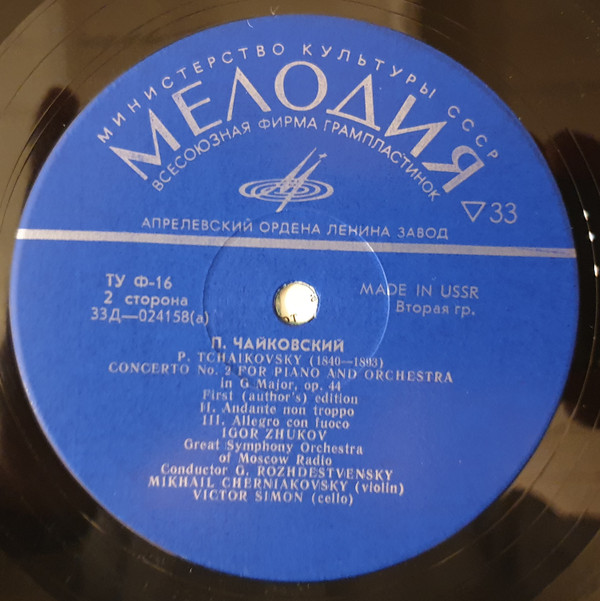 МИНИСТЕРСТВО КУЛЬТУРЫ СССР
МЕЛОДИЯ
ВСЕСОЮЗНАЯ ФИРМА ГРАМПЛАСТИНОК
▽33
АПРЕЛЕВСКИЙ ОРДЕНА ЛЕНИНА ЗАВОД
ТУ Ф-16
2 сторона
33Д—024158(а)
MADE IN USSR
Вторая гр.
П. ЧАЙКОВСКИЙ
P. TCHAIKOVSKY (1840—1893)
CONCERTO No. 2 FOR PIANO AND ORCHESTRA
in G Major, op. 44
First (author's) edition
II. Andante non troppo
III. Allegro con fuoco
IGOR ZHUKOV
Great Symphony Orchestra
of Moscow Radio
Conductor G. ROZHDESTVENSKY
MIKHAIL CHERNIAKOVSKY (violin)
VICTOR SIMON (cello)